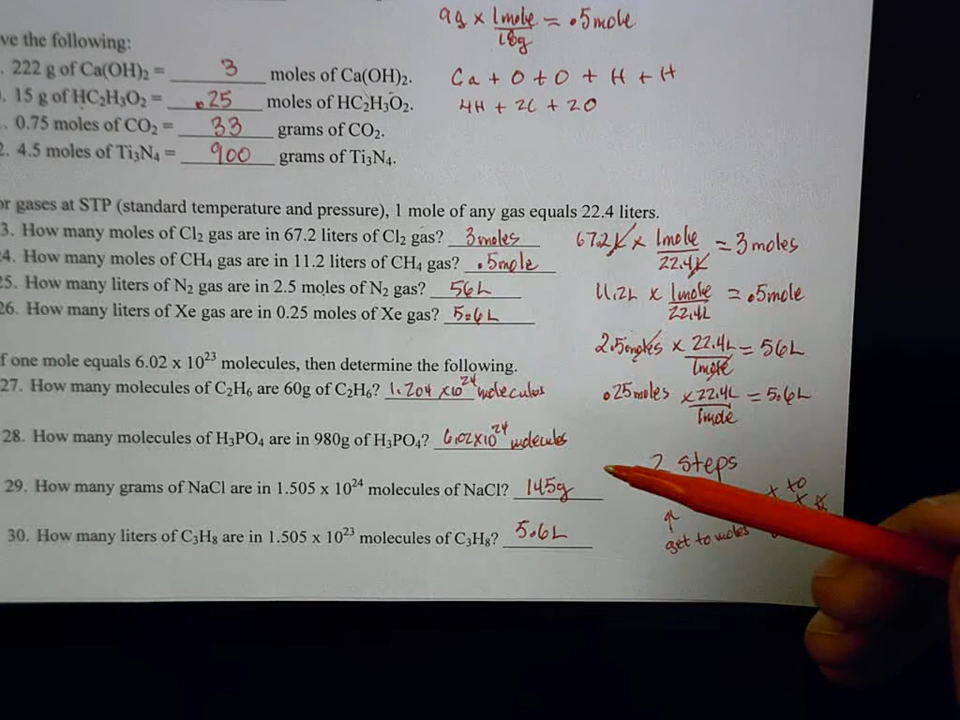 9g x 1mole/18g = .5mole
ve the following:
. 222 g of Ca(OH)₂ = 3 moles of Ca(OH)₂. Ca + O + O + H + H
). 15 g of HC₂H₃O₂ = .25 moles of HC₂H₃O₂. 4H + 2C + 2O
.. 0.75 moles of CO₂ = 33 grams of CO₂.
2. 4.5 moles of Ti₃N₄ = 900 grams of Ti₃N₄.
or gases at STP (standard temperature and pressure), 1 mole of any gas equals 22.4 liters.
3. How many moles of Cl₂ gas are in 67.2 liters of Cl₂ gas? 3moles 67.2L x 1mole/22.4L = 3moles
24. How many moles of CH₄ gas are in 11.2 liters of CH₄ gas? .5mole
25. How many liters of N₂ gas are in 2.5 moles of N₂ gas? 56L 11.2L x 1mole/22.4L = .5mole
26. How many liters of Xe gas are in 0.25 moles of Xe gas? 5.6L
2.5moles x 22.4L/1mole = 56L
f one mole equals 6.02 x 10²³ molecules, then determine the following.
27. How many molecules of C₂H₆ are 60g of C₂H₆? 1.204 x10²⁴ molecules .25moles x 22.4L/1mole = 5.6L
28. How many molecules of H₃PO₄ are in 980g of H₃PO₄? 6.02x10²⁴ molecules
steps
29. How many grams of NaCl are in 1.505 x 10²⁴ molecules of NaCl? 145g
to
30. How many liters of C₃H₈ are in 1.505 x 10²³ molecules of C₃H₈? 5.6L
get to moles